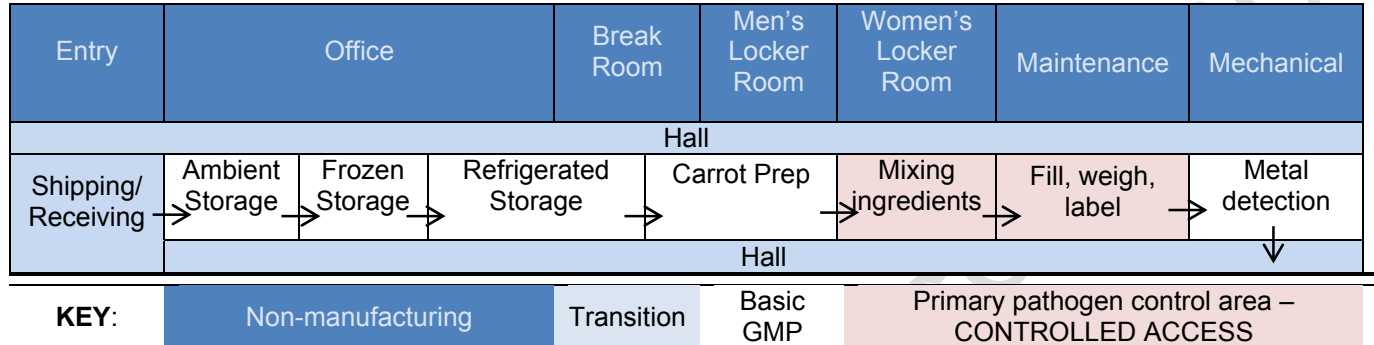 Entry
Office
Break
Room
Men's
Locker
Room
Women's
Locker
Room
Maintenance
Mechanical
Hall
Shipping/
Receiving
Ambient
Storage
Frozen
Storage
Refrigerated
Storage
Carrot Prep
Mixing
ingredients
Fill, weigh,
label
Metal
detection
Hall
KEY:
Non-manufacturing
Transition
Basic
GMP
Primary pathogen control area –
CONTROLLED ACCESS